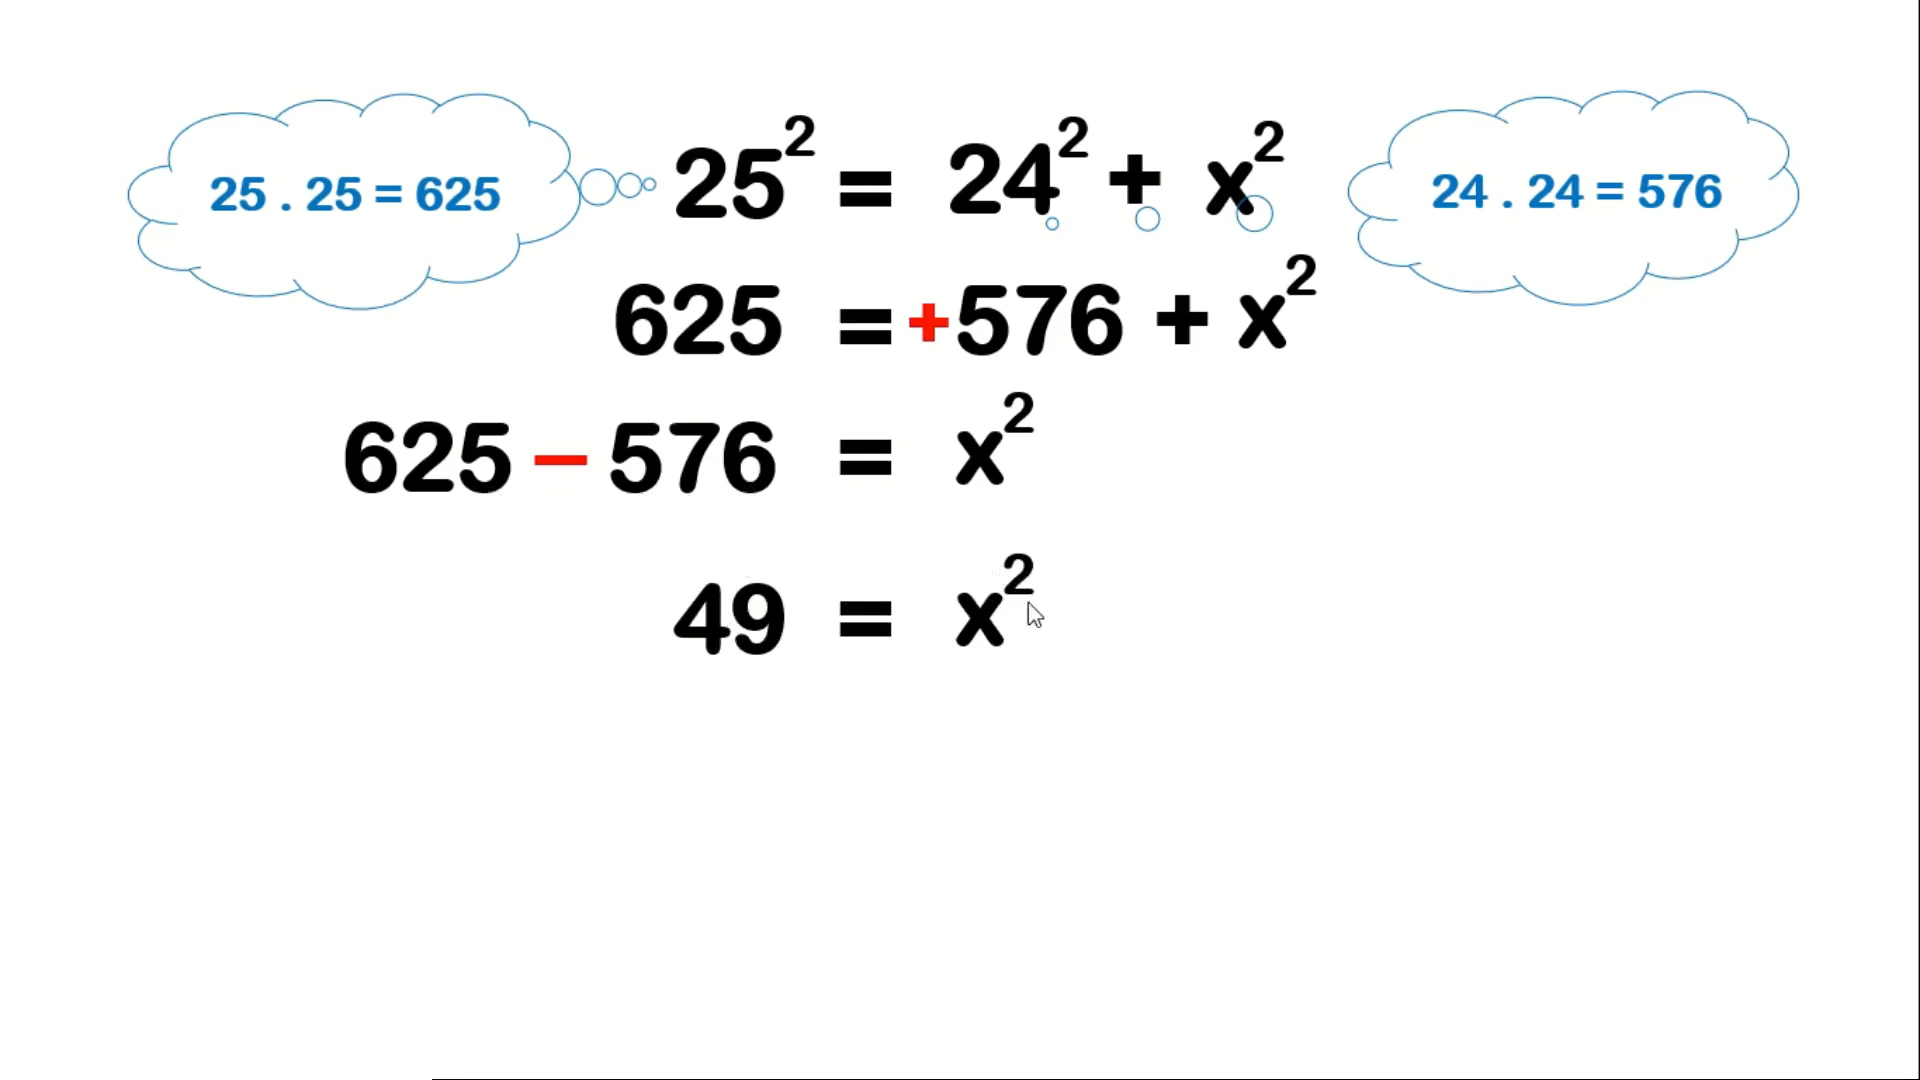 25 . 25 = 625
25² = 24² + x²
24 . 24 = 576
625 = +576 + x²
625 – 576 = x²
49 = x²